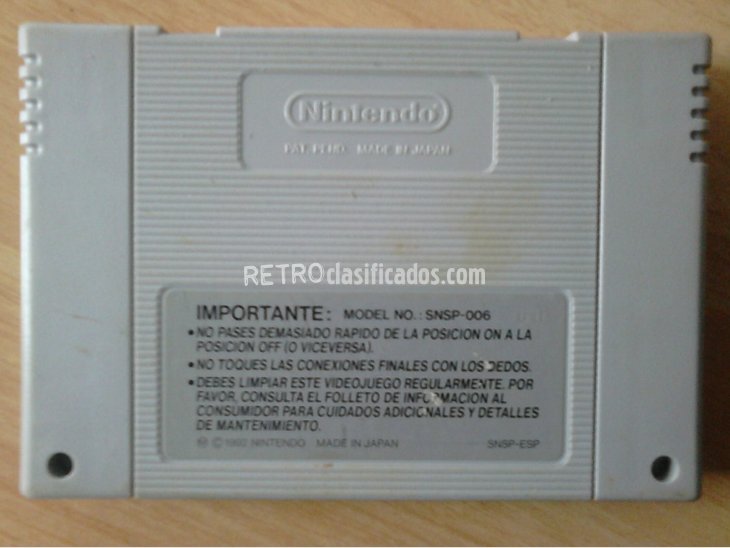 Nintendo
PAT. PEND. MADE IN JAPAN
RETROclasificados.com
IMPORTANTE: MODEL NO.: SNSP-006
• NO PASES DEMASIADO RAPIDO DE LA POSICION ON A LA
POSICION OFF (O VICEVERSA).
• NO TOQUES LAS CONEXIONES FINALES CON LOS DEDOS.
• DEBES LIMPIAR ESTE VIDEOJUEGO REGULARMENTE. POR
FAVOR, CONSULTA EL FOLLETO DE INFORMACION AL
CONSUMIDOR PARA CUIDADOS ADICIONALES Y DETALLES
DE MANTENIMIENTO.
Ⓜ © 1992 NINTENDO MADE IN JAPAN SNSP-ESP